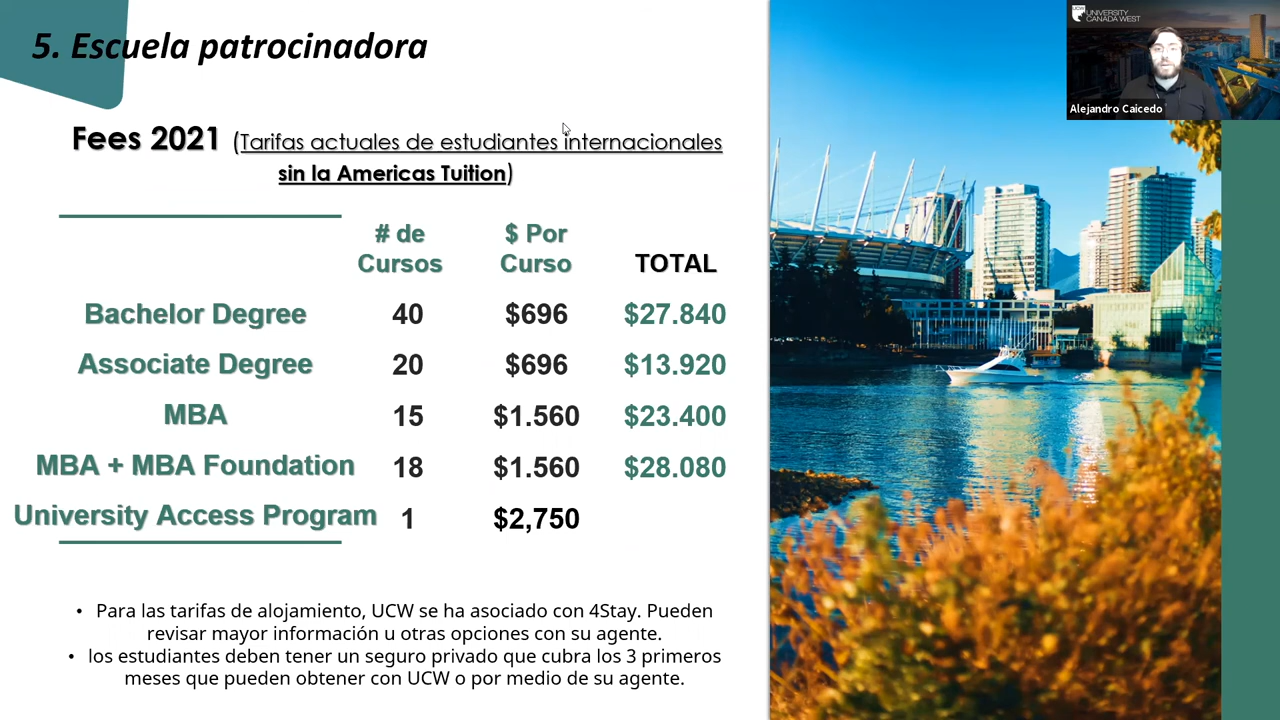 5. Escuela patrocinadora
UCW UNIVERSITY
CANADA WEST
Alejandro Caicedo
Fees 2021 (Tarifas actuales de estudiantes internacionales
sin la Americas Tuition)
# de Cursos $ Por Curso TOTAL
Bachelor Degree 40 $696 $27.840
Associate Degree 20 $696 $13.920
MBA 15 $1.560 $23.400
MBA + MBA Foundation 18 $1.560 $28.080
University Access Program 1 $2,750
• Para las tarifas de alojamiento, UCW se ha asociado con 4Stay. Pueden
revisar mayor información u otras opciones con su agente.
• los estudiantes deben tener un seguro privado que cubra los 3 primeros
meses que pueden obtener con UCW o por medio de su agente.